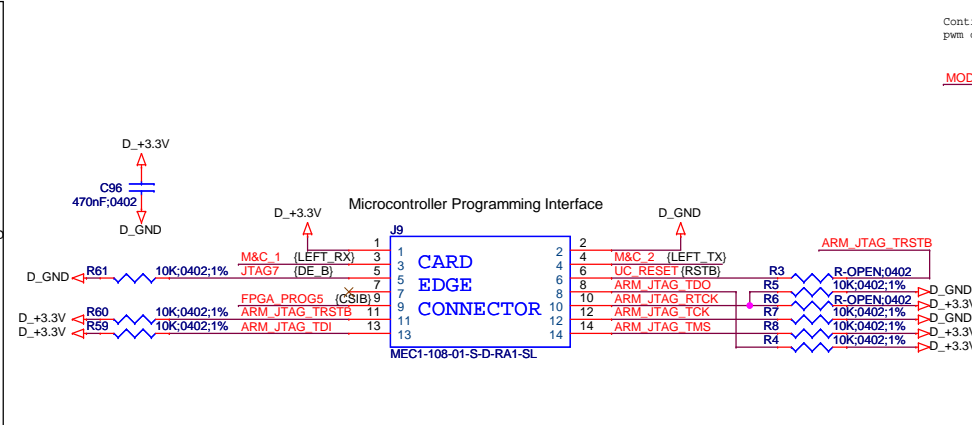 Conti
pwm c
MOD
D_+3.3V
C96
470nF;0402
D_GND
Microcontroller Programming Interface
D_+3.3V
D_GND
J9
1 1 2 2
M&C_1 {LEFT_RX} 3 3 4 4 M&C_2 {LEFT_TX}
ARM_JTAG_TRSTB
D_GND R61 10K;0402;1% JTAG7 {DE_B} 5 5 6 6 UC_RESET {RSTB} R3 R-OPEN;0402
7 7 8 8 ARM_JTAG_TDO R5 10K;0402;1% D_GND
FPGA_PROG5 {CSIB} 9 9 10 10 ARM_JTAG_RTCK R6 R-OPEN;0402 D_+3.3V
D_+3.3V R60 10K;0402;1% ARM_JTAG_TRSTB 11 11 12 12 ARM_JTAG_TCK R7 10K;0402;1% D_GND
D_+3.3V R59 10K;0402;1% ARM_JTAG_TDI 13 13 14 14 ARM_JTAG_TMS R8 10K;0402;1% D_+3.3V
R4 10K;0402;1% D_+3.3V
CARD
EDGE
CONNECTOR
MEC1-108-01-S-D-RA1-SL